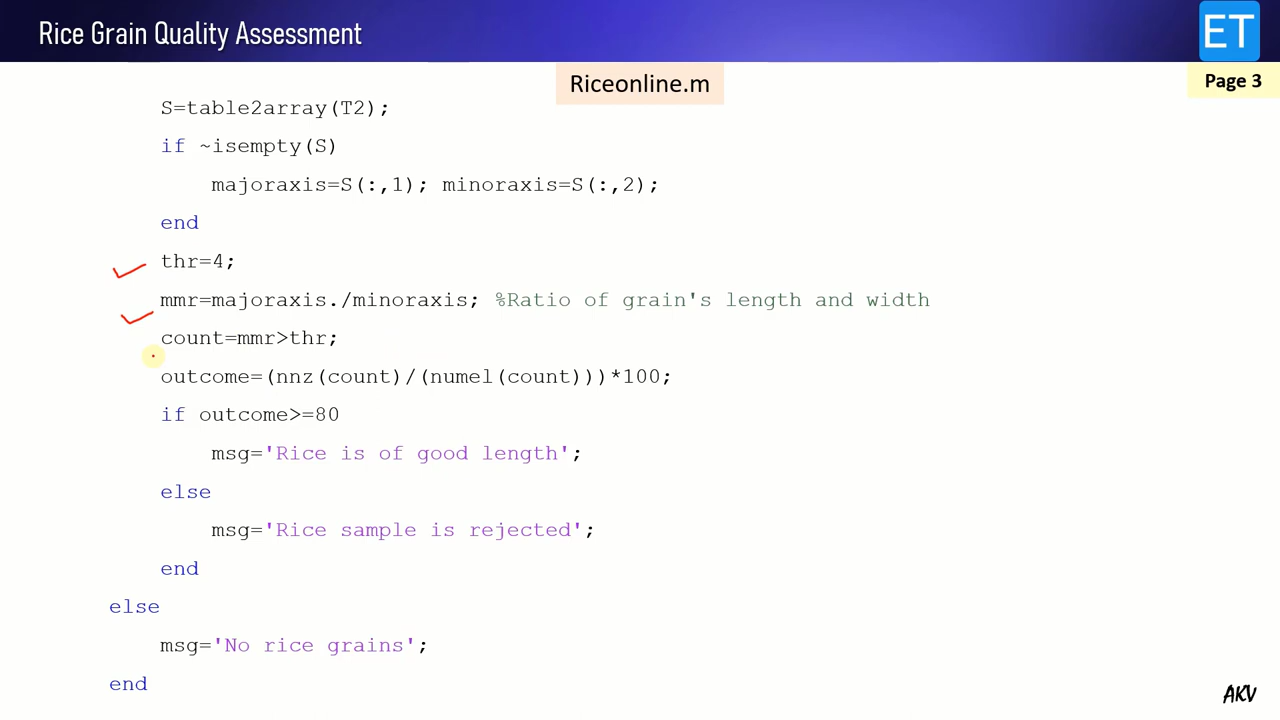 Rice Grain Quality Assessment
ET
Riceonline.m
Page 3
S=table2array(T2);
if ~isempty(S)
majoraxis=S(:,1); minoraxis=S(:,2);
end
thr=4;
mmr=majoraxis./minoraxis; %Ratio of grain's length and width
count=mmr>thr;
outcome=(nnz(count)/(numel(count)))*100;
if outcome>=80
msg='Rice is of good length';
else
msg='Rice sample is rejected';
end
else
msg='No rice grains';
end
AKV